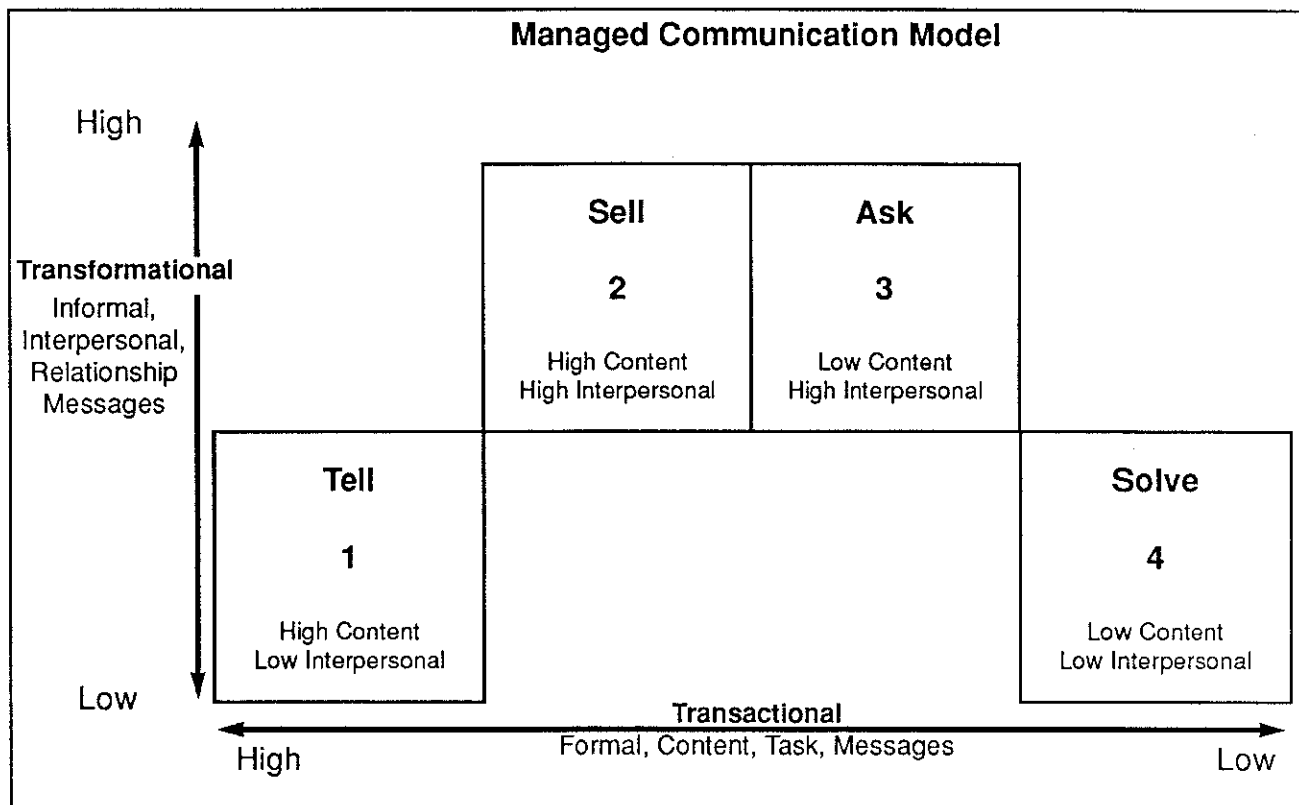 Managed Communication Model
High
Transformational
Informal,
Interpersonal,
Relationship
Messages
Low
Sell
2
High Content
High Interpersonal
Ask
3
Low Content
High Interpersonal
Tell
1
High Content
Low Interpersonal
Solve
4
Low Content
Low Interpersonal
Transactional
Formal, Content, Task, Messages
High
Low